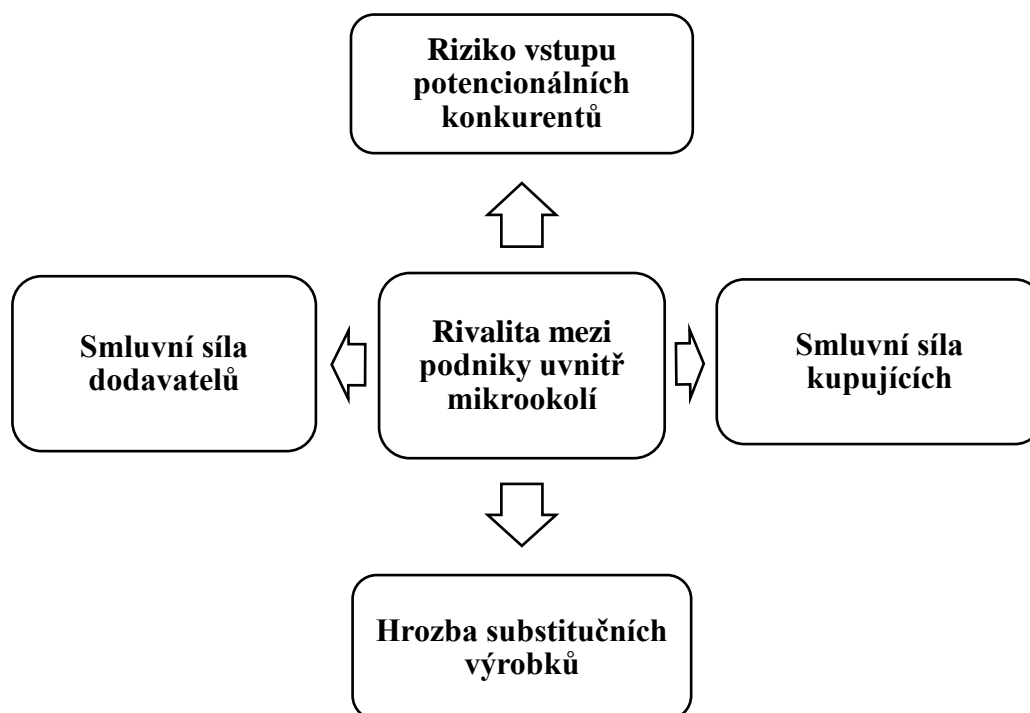 Riziko vstupu
potencionálních
konkurentů
Smluvní síla
dodavatelů
Rivalita mezi
podniky uvnitř
mikrookolí
Smluvní síla
kupujících
Hrozba substitučních
výrobků